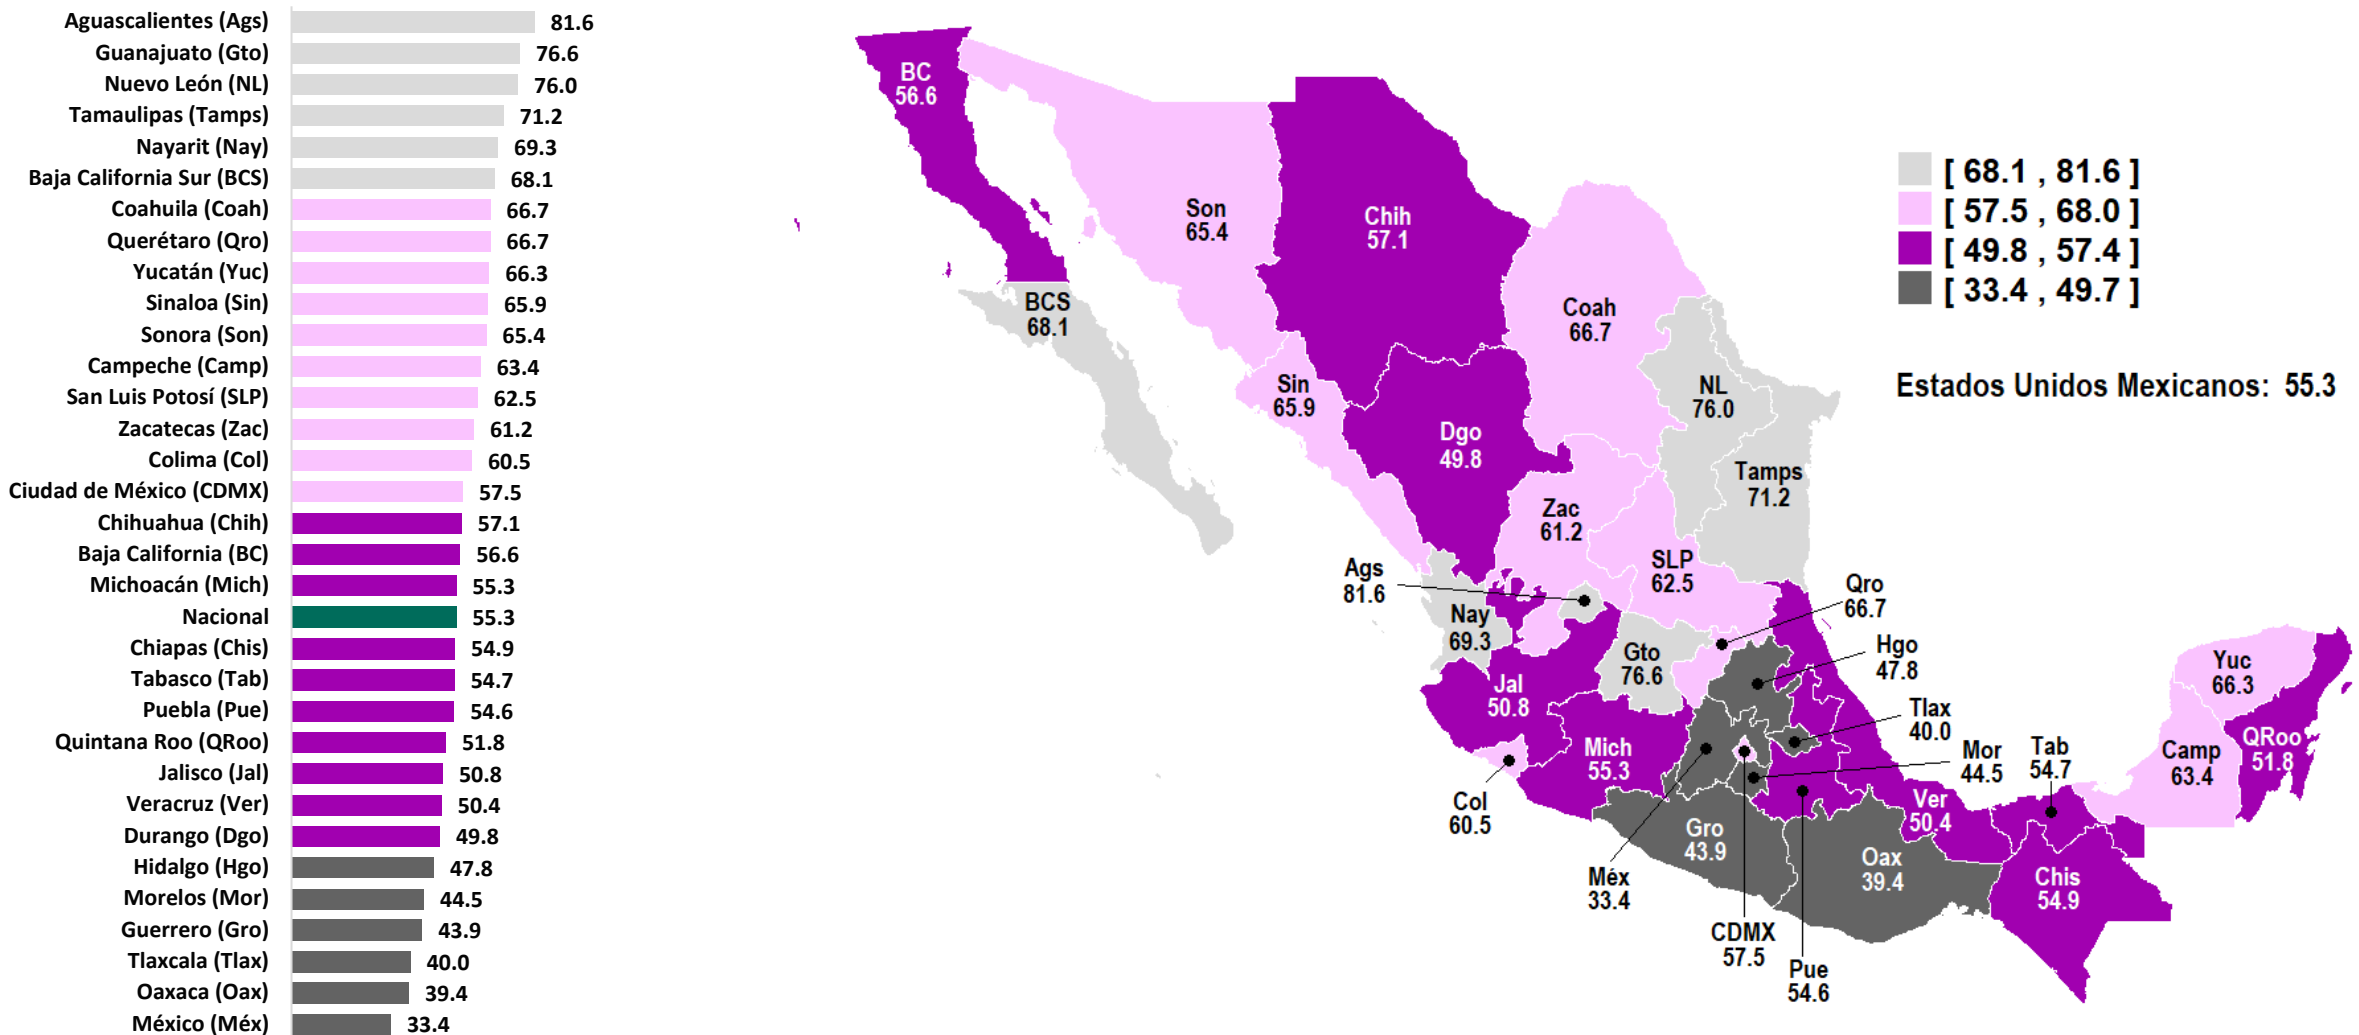 Aguascalientes (Ags) 81.6
Guanajuato (Gto) 76.6
Nuevo León (NL) 76.0
Tamaulipas (Tamps) 71.2
Nayarit (Nay) 69.3
Baja California Sur (BCS) 68.1
Coahuila (Coah) 66.7
Querétaro (Qro) 66.7
Yucatán (Yuc) 66.3
Sinaloa (Sin) 65.9
Sonora (Son) 65.4
Campeche (Camp) 63.4
San Luis Potosí (SLP) 62.5
Zacatecas (Zac) 61.2
Colima (Col) 60.5
Ciudad de México (CDMX) 57.5
Chihuahua (Chih) 57.1
Baja California (BC) 56.6
Michoacán (Mich) 55.3
Nacional 55.3
Chiapas (Chis) 54.9
Tabasco (Tab) 54.7
Puebla (Pue) 54.6
Quintana Roo (QRoo) 51.8
Jalisco (Jal) 50.8
Veracruz (Ver) 50.4
Durango (Dgo) 49.8
Hidalgo (Hgo) 47.8
Morelos (Mor) 44.5
Guerrero (Gro) 43.9
Tlaxcala (Tlax) 40.0
Oaxaca (Oax) 39.4
México (Méx) 33.4
BC
56.6
Son
65.4
Chih
57.1
BCS
68.1
Coah
66.7
Sin
65.9
NL
76.0
Dgo
49.8
Tamps
71.2
Zac
61.2
SLP
62.5
Ags
81.6
Nay
69.3
Gto
76.6
Qro
66.7
Hgo
47.8
Jal
50.8
Tlax
40.0
Mich
55.3
Mor
44.5
Tab
54.7
Yuc
66.3
QRoo
51.8
Camp
63.4
Col
60.5
Ver
50.4
Gro
43.9
Oax
39.4
Chis
54.9
Méx
33.4
CDMX
57.5
Pue
54.6
[ 68.1 , 81.6 ]
[ 57.5 , 68.0 ]
[ 49.8 , 57.4 ]
[ 33.4 , 49.7 ]
Estados Unidos Mexicanos: 55.3